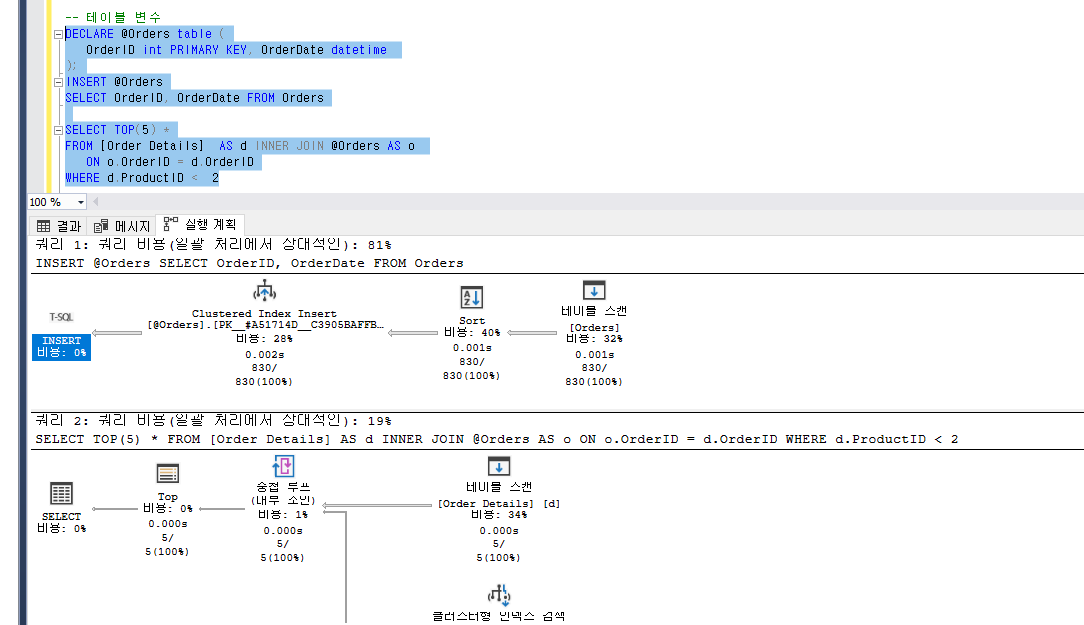 -- 테이블 변수
DECLARE @Orders table (
OrderID int PRIMARY KEY, OrderDate datetime
);
INSERT @Orders
SELECT OrderID, OrderDate FROM Orders
SELECT TOP(5) *
FROM [Order Details] AS d INNER JOIN @Orders AS o
ON o.OrderID = d.OrderID
WHERE d.ProductID < 2
100 %
결과 메시지 실행 계획
쿼리 1: 쿼리 비용(일괄 처리에서 상대적인): 81%
INSERT @Orders SELECT OrderID, OrderDate FROM Orders
T-SQL
INSERT
비용: 0%
Clustered Index Insert
[@Orders].[PK__#A51714D__C3905BAFFB…
비용: 28%
0.002s
830/
830(100%)
Sort
비용: 40%
0.001s
830/
830(100%)
테이블 스캔
[Orders]
비용: 32%
0.001s
830/
830(100%)
쿼리 2: 쿼리 비용(일괄 처리에서 상대적인): 19%
SELECT TOP(5) * FROM [Order Details] AS d INNER JOIN @Orders AS o ON o.OrderID = d.OrderID WHERE d.ProductID < 2
SELECT
비용: 0%
Top
비용: 0%
0.000s
5/
5(100%)
중첩 루프
(내부 조인)
비용: 1%
0.000s
5/
5(100%)
테이블 스캔
[Order Details] [d]
비용: 34%
0.000s
5/
5(100%)
클러스터형 인덱스 검색